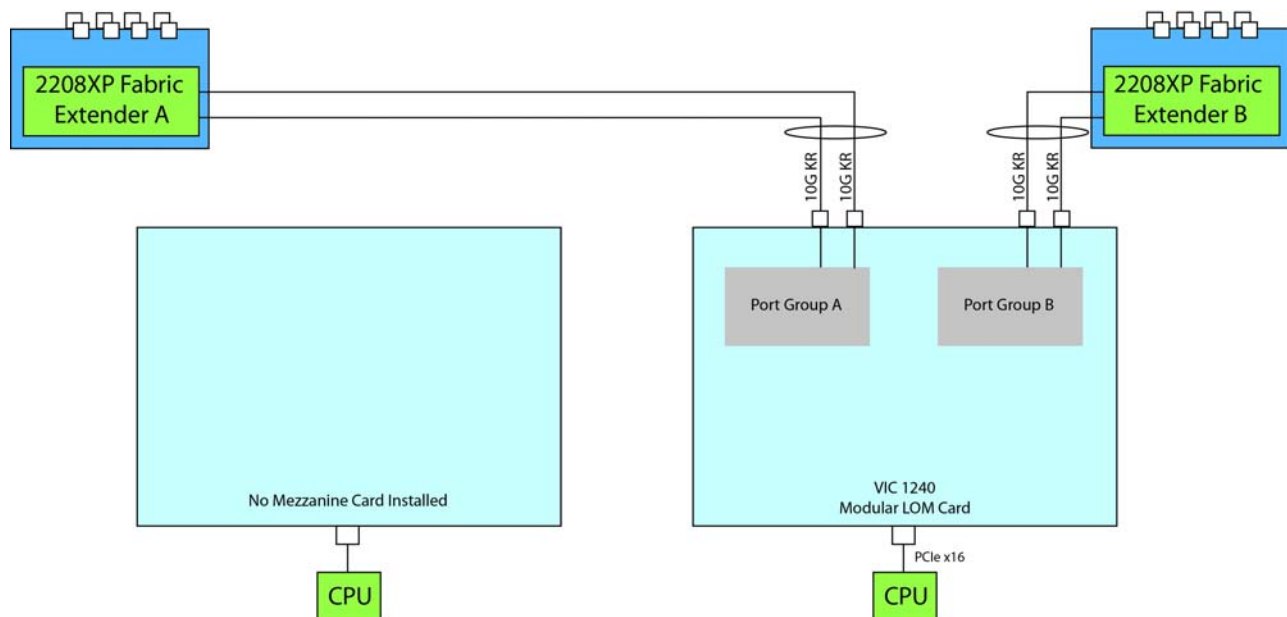 2208XP Fabric
Extender A
2208XP Fabric
Extender B
10G KR
10G KR
10G KR
10G KR
Port Group A
Port Group B
No Mezzanine Card Installed
VIC 1240
Modular LOM Card
PCIe x16
CPU
CPU